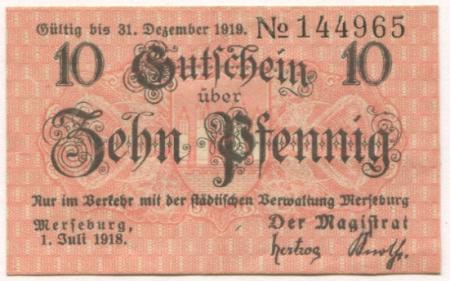 Gültig bis 31. Dezember 1919. No 144965
10 Gutschein 10
über
Zehn Pfennig
Nur im Verkehr mit der städtischen Verwaltung Merseburg
Merseburg, Der Magistrat
1. Juli 1918. Hertzog